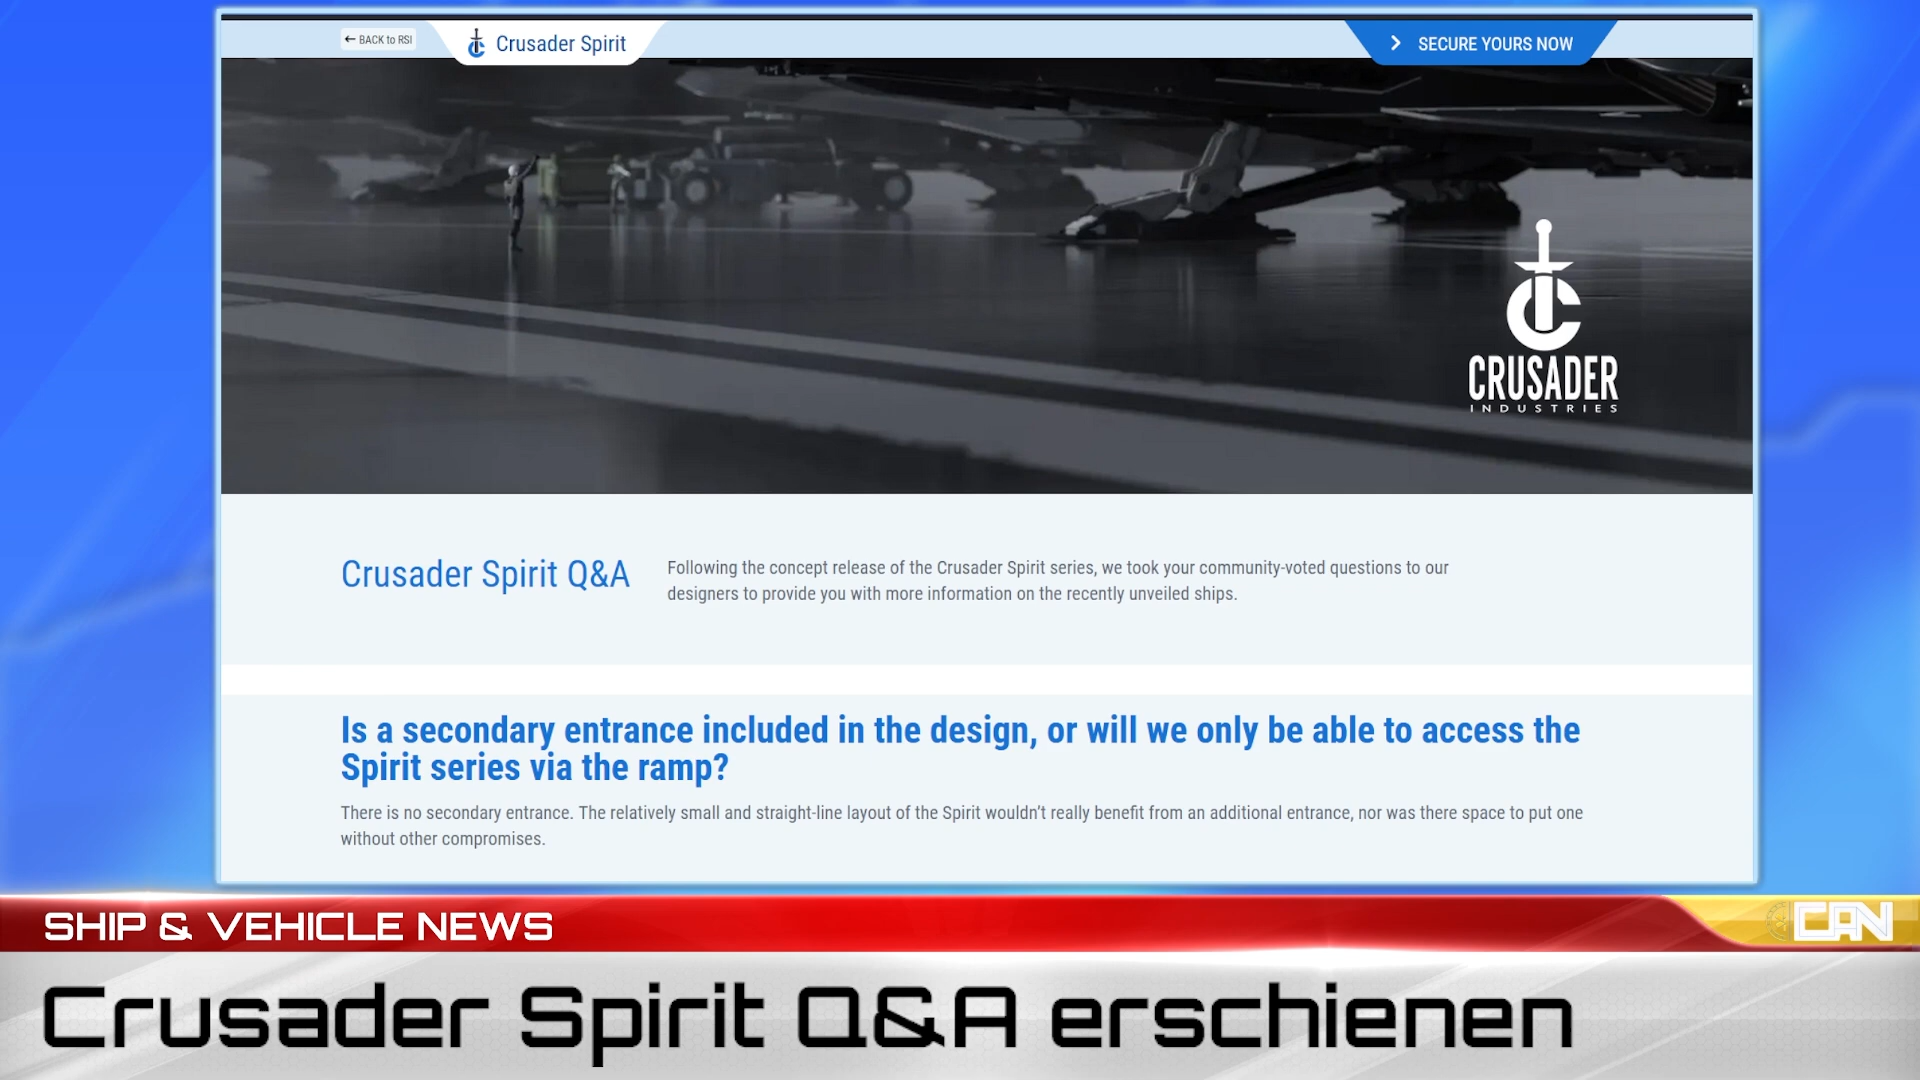 ← BACK to RSI
Crusader Spirit
SECURE YOURS NOW
CRUSADER
INDUSTRIES
Crusader Spirit Q&A
Following the concept release of the Crusader Spirit series, we took your community-voted questions to our
designers to provide you with more information on the recently unveiled ships.
Is a secondary entrance included in the design, or will we only be able to access the
Spirit series via the ramp?
There is no secondary entrance. The relatively small and straight-line layout of the Spirit wouldn’t really benefit from an additional entrance, nor was there space to put one
without other compromises.
SHIP & VEHICLE NEWS
CAN
Crusader Spirit Q&A erschienen